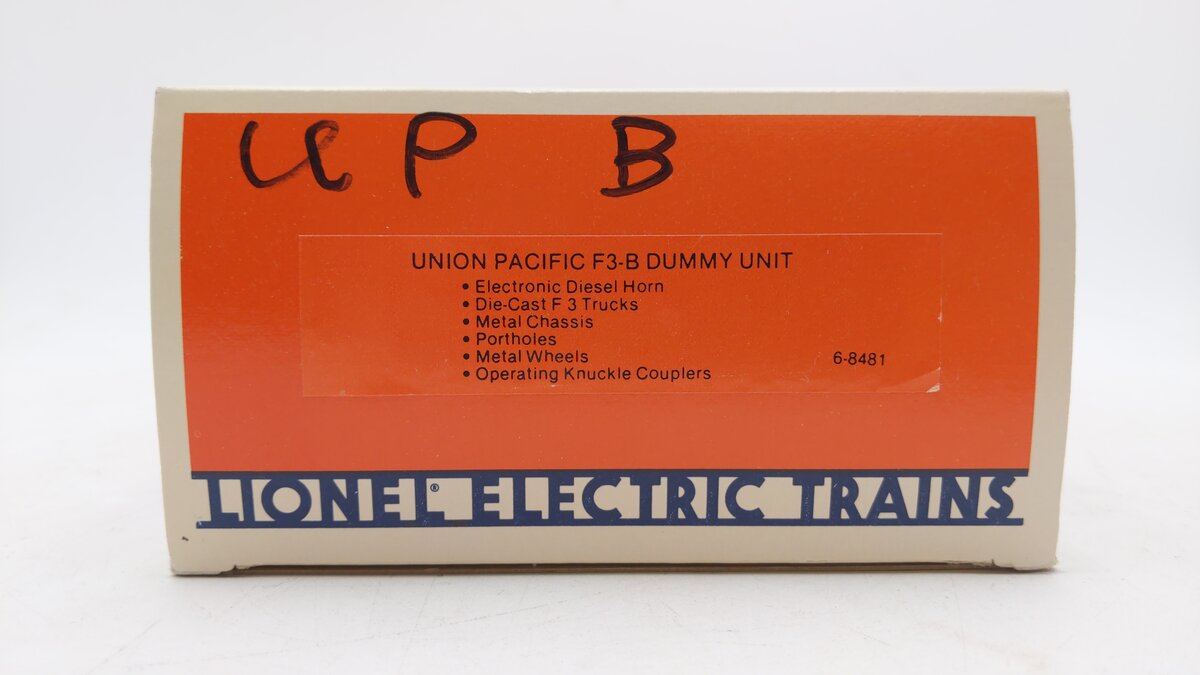 UP B
UNION PACIFIC F3-B DUMMY UNIT
• Electronic Diesel Horn
• Die-Cast F 3 Trucks
• Metal Chassis
• Portholes
• Metal Wheels 6-8481
• Operating Knuckle Couplers
LIONEL® ELECTRIC TRAINS